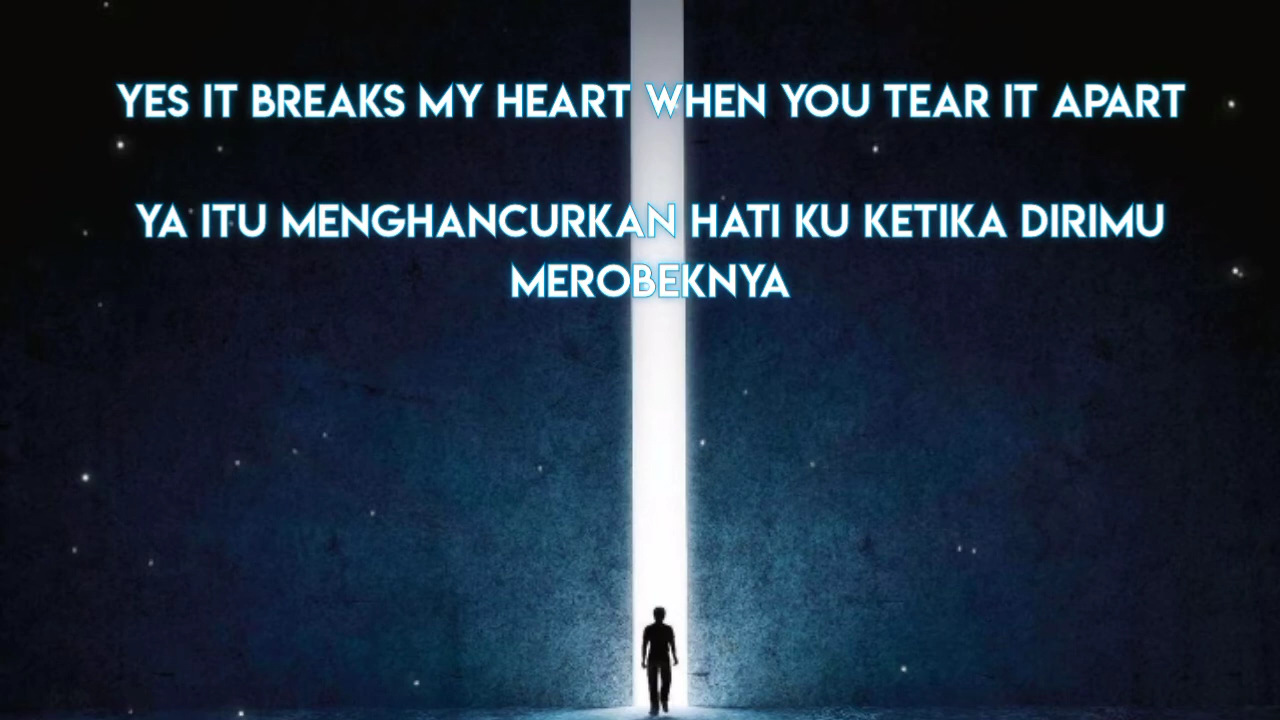 YES IT BREAKS MY HEART WHEN YOU TEAR IT APART
YA ITU MENGHANCURKAN HATI KU KETIKA DIRIMU
MEROBEKNYA